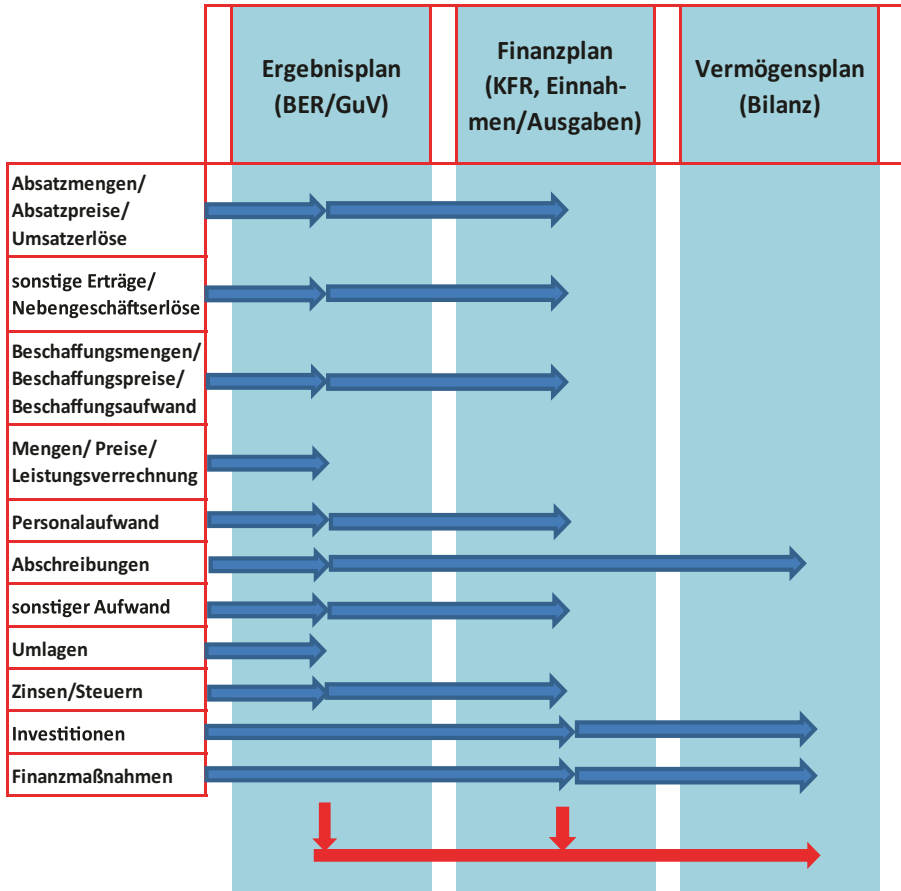 Ergebnisplan
(BER/GuV)
Finanzplan
(KFR, Einnah-
men/Ausgaben)
Vermögensplan
(Bilanz)
Absatzmengen/
Absatzpreise/
Umsatzerlöse
sonstige Erträge/
Nebengeschäftserlöse
Beschaffungsmengen/
Beschaffungspreise/
Beschaffungsaufwand
Mengen/ Preise/
Leistungsverrechnung
Personalaufwand
Abschreibungen
sonstiger Aufwand
Umlagen
Zinsen/Steuern
Investitionen
Finanzmaßnahmen